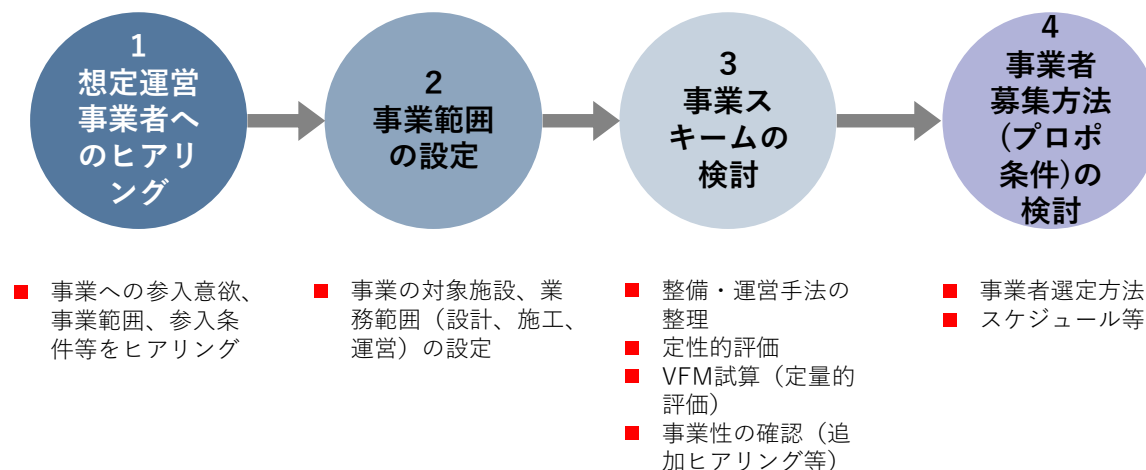 1
想定運営
事業者へ
のヒアリ
ング
2
事業範囲
の設定
3
事業ス
キームの
検討
4
事業者
募集方法
(プロポ
条件)の
検討
■ 事業への参入意欲、
事業範囲、参入条
件等をヒアリング
■ 事業の対象施設、業
務範囲（設計、施工、
運営）の設定
■ 整備・運営手法の
整理
■ 定性的評価
■ VFM試算（定量的
評価）
■ 事業性の確認（追
加ヒアリング等）
■ 事業者選定方法
■ スケジュール等